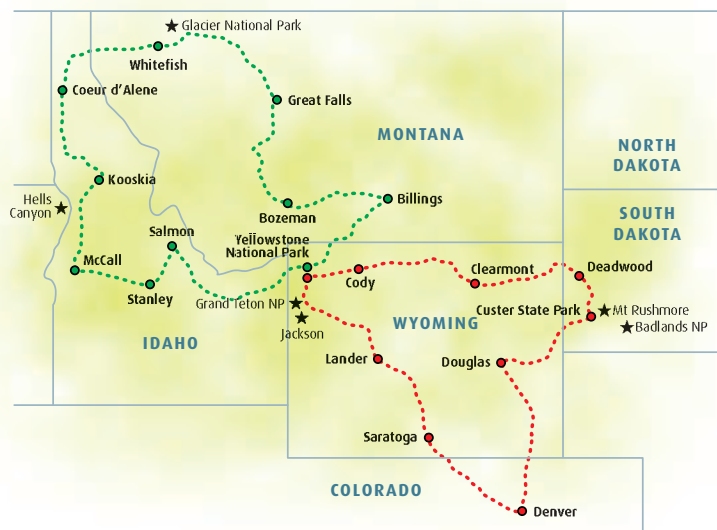 Glacier National Park
Whitefish
Coeur d'Alene
Great Falls
MONTANA
NORTH
DAKOTA
Kooskia
Hells
Canyon
Billings
Bozeman
SOUTH
DAKOTA
Salmon
Yellowstone
National Park
McCall
Stanley
Cody
Clearmont
Deadwood
Grand Teton NP
Jackson
Custer State Park
Mt Rushmore
Badlands NP
WYOMING
IDAHO
Lander
Douglas
Saratoga
COLORADO
Denver